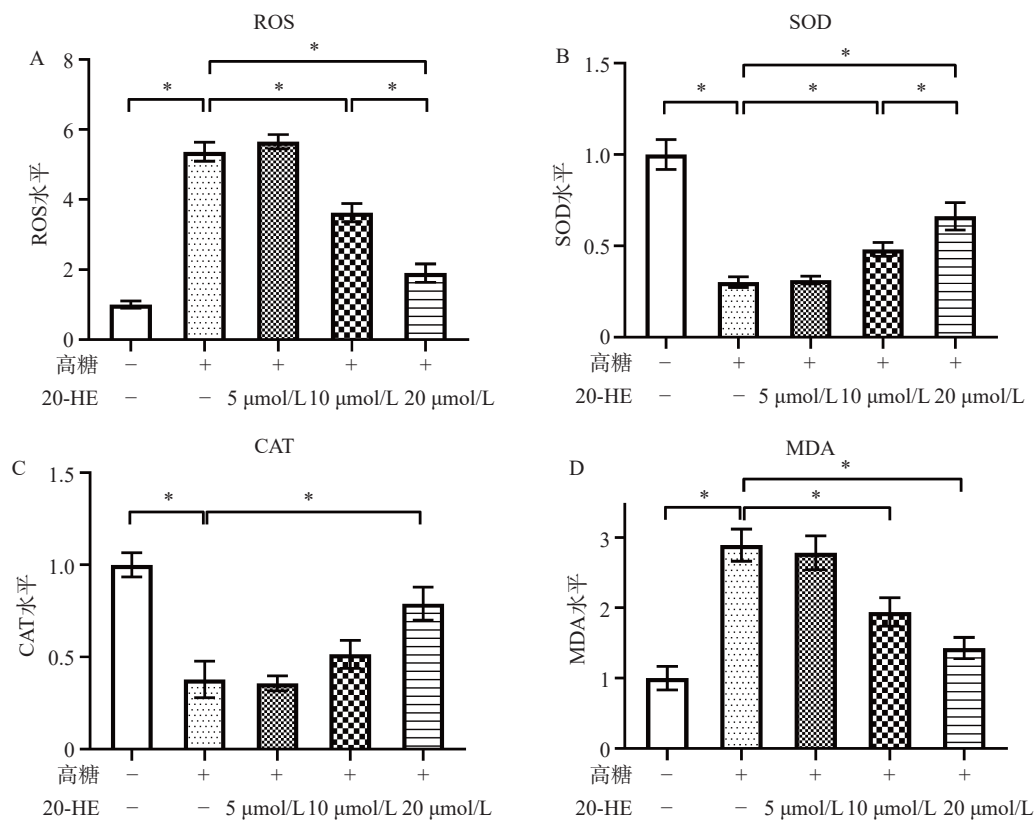 ROS
A
8
6
4
2
0
ROS水平
* * * *
高糖 − + + + +
20-HE − − 5 μmol/L 10 μmol/L 20 μmol/L
SOD
B
1.5
1.0
0.5
0
SOD水平
* * * *
高糖 − + + + +
20-HE − − 5 μmol/L 10 μmol/L 20 μmol/L
CAT
C
1.5
1.0
0.5
0
CAT水平
* *
高糖 − + + + +
20-HE − − 5 μmol/L 10 μmol/L 20 μmol/L
MDA
D
3
2
1
0
MDA水平
* * *
高糖 − + + + +
20-HE − − 5 μmol/L 10 μmol/L 20 μmol/L